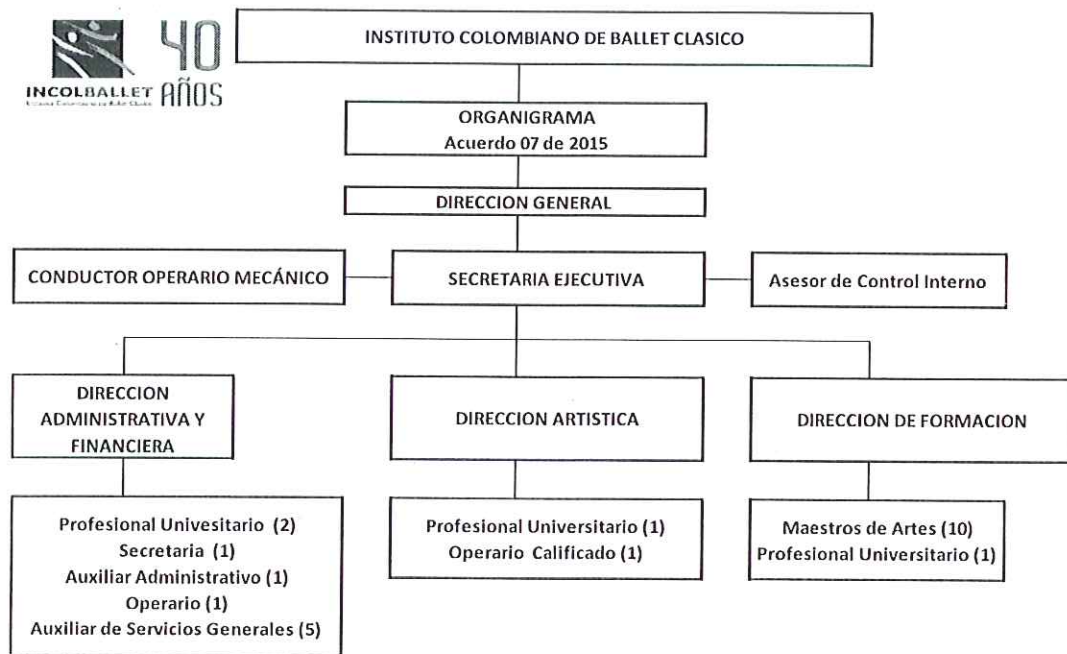 INSTITUTO COLOMBIANO DE BALLET CLASICO
40
INCOLBALLET AÑOS
ORGANIGRAMA
Acuerdo 07 de 2015
DIRECCION GENERAL
CONDUCTOR OPERARIO MECÁNICO
SECRETARIA EJECUTIVA
Asesor de Control Interno
DIRECCION
ADMINISTRATIVA Y
FINANCIERA
DIRECCION ARTISTICA
DIRECCION DE FORMACION
Profesional Univesitario (2)
Secretaria (1)
Auxiliar Administrativo (1)
Operario (1)
Auxiliar de Servicios Generales (5)
Profesional Universitario (1)
Operario Calificado (1)
Maestros de Artes (10)
Profesional Universitario (1)